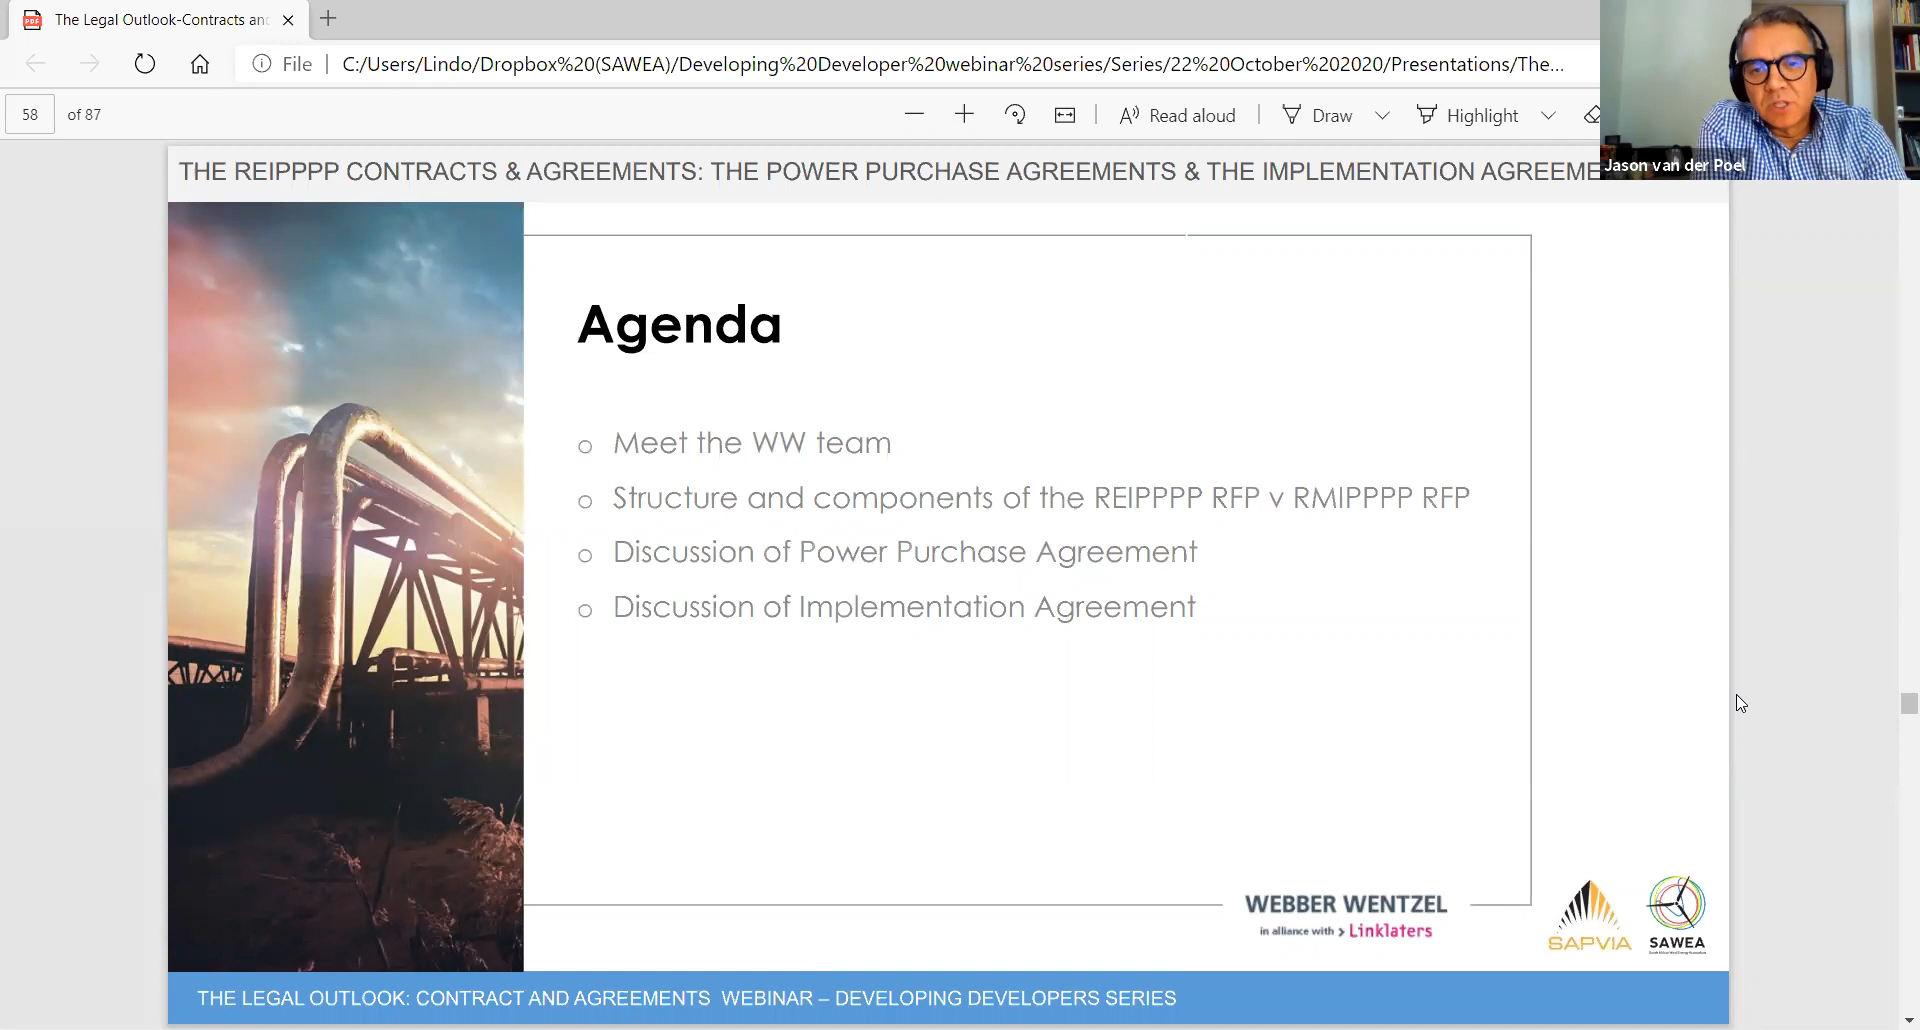 The Legal Outlook-Contracts an
File
C:/Users/Lindo/Dropbox%20(SAWEA)/Developing%20Developer%20webinar%20series/Series/22%20October%202020/Presentations/The...
58
of 87
Read aloud
Draw
Highlight
Jason van der Poel
THE REIPPPP CONTRACTS & AGREEMENTS: THE POWER PURCHASE AGREEMENTS & THE IMPLEMENTATION AGREEME
Agenda
Meet the WW team
Structure and components of the REIPPPP RFP v RMIPPPP RFP
Discussion of Power Purchase Agreement
Discussion of Implementation Agreement
WEBBER WENTZEL
in alliance with > Linklaters
SAPVIA
SAWEA
THE LEGAL OUTLOOK: CONTRACT AND AGREEMENTS WEBINAR – DEVELOPING DEVELOPERS SERIES